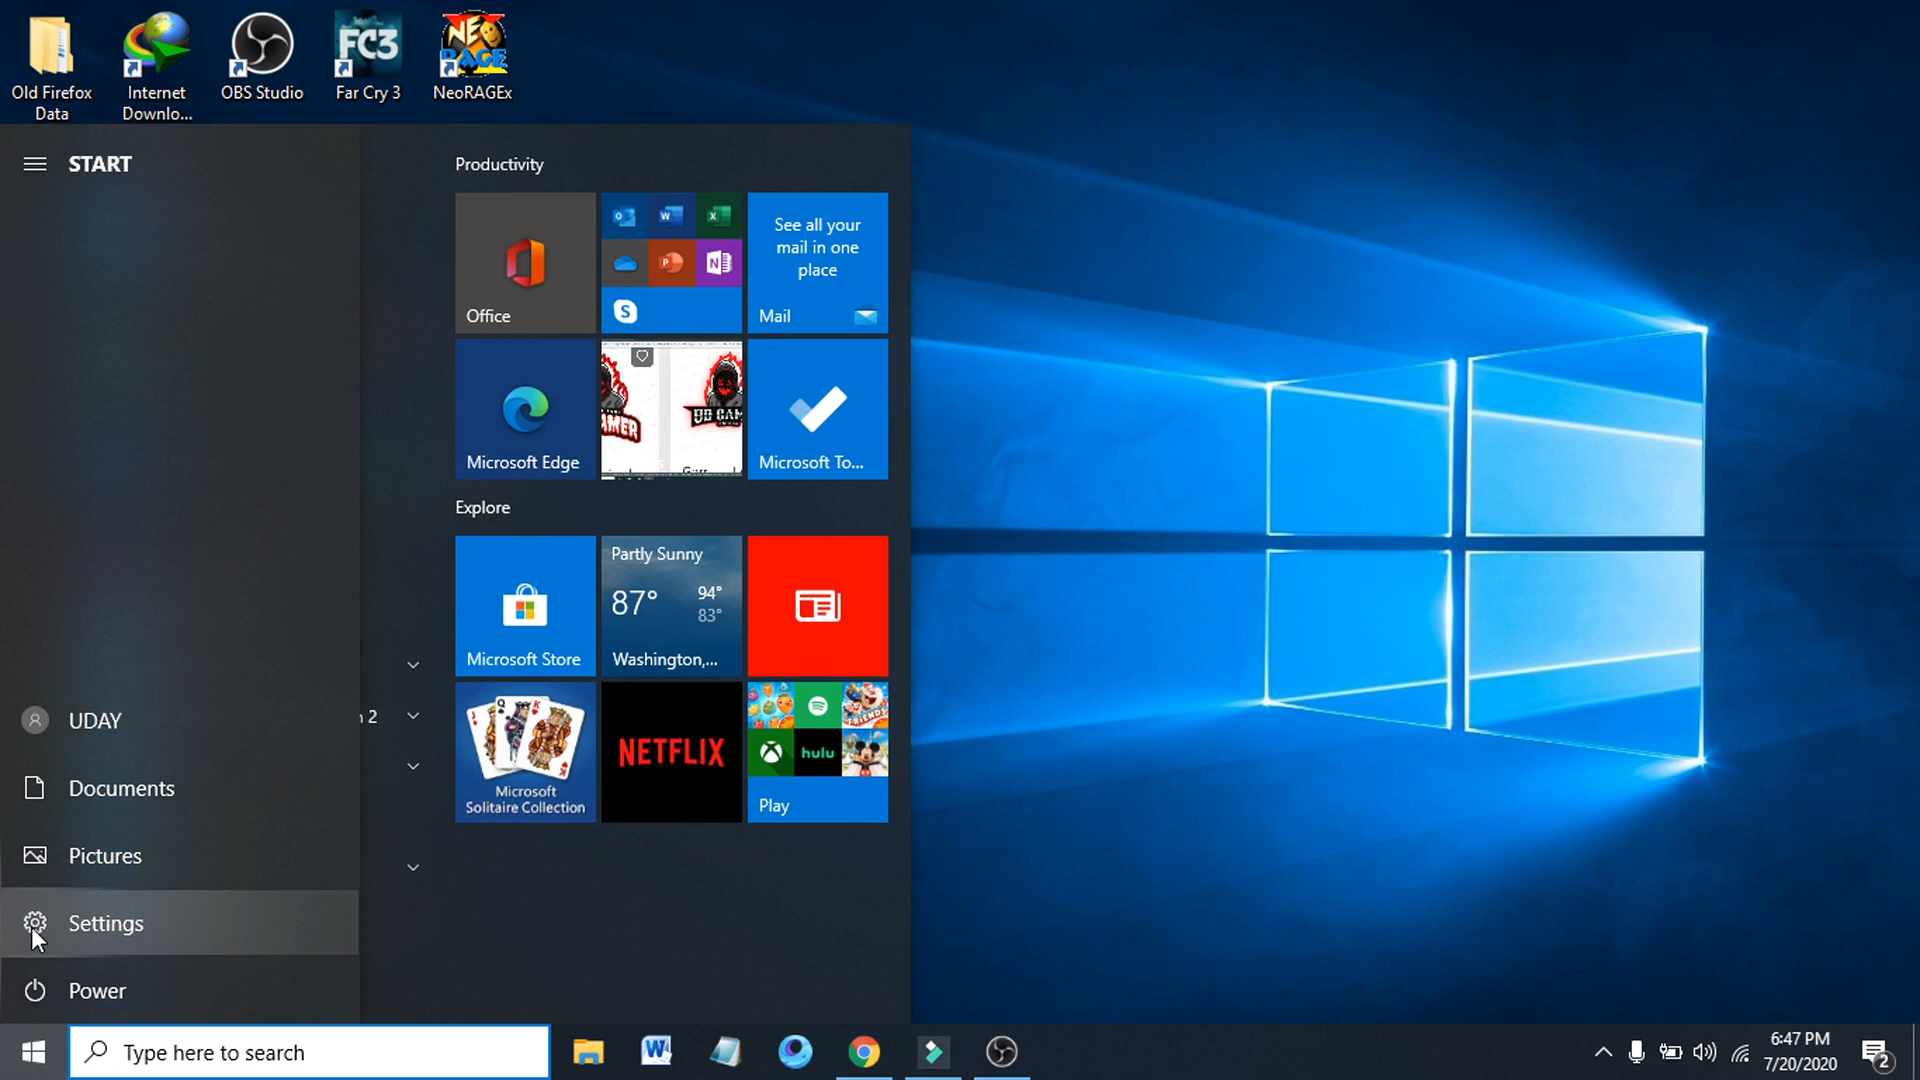 Old Firefox
Data
Internet
Downlo...
OBS Studio
FC3
Far Cry 3
NEO
RAGE
NeoRAGEx
START
Productivity
Office
See all your
mail in one
place
Mail
Microsoft Edge
Microsoft To...
Explore
Microsoft Store
Partly Sunny
87°
94°
83°
Washington,...
Microsoft
Solitaire Collection
NETFLIX
hulu
FRIENDS
Play
n 2
UDAY
Documents
Pictures
Settings
Power
Type here to search
6:47 PM
7/20/2020
2